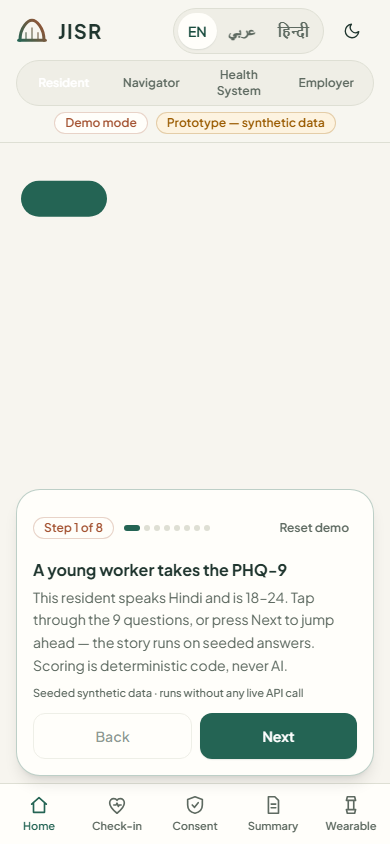 JISR
EN عربي हिन्दी
Resident Navigator Health System Employer
Demo mode Prototype — synthetic data
Step 1 of 8 Reset demo
A young worker takes the PHQ-9
This resident speaks Hindi and is 18–24. Tap
through the 9 questions, or press Next to jump
ahead — the story runs on seeded answers.
Scoring is deterministic code, never AI.
Seeded synthetic data · runs without any live API call
Back Next
Home Check-in Consent Summary Wearable